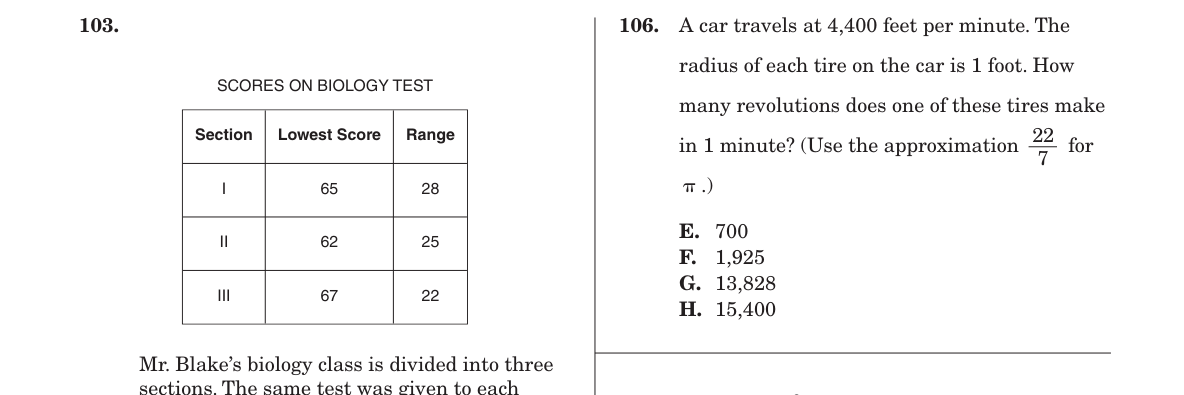 103.
SCORES ON BIOLOGY TEST
Section Lowest Score Range
I 65 28
II 62 25
III 67 22
Mr. Blake’s biology class is divided into three
sections. The same test was given to each
106. A car travels at 4,400 feet per minute. The
radius of each tire on the car is 1 foot. How
many revolutions does one of these tires make
in 1 minute? (Use the approximation 22/7 for
π .)
E. 700
F. 1,925
G. 13,828
H. 15,400